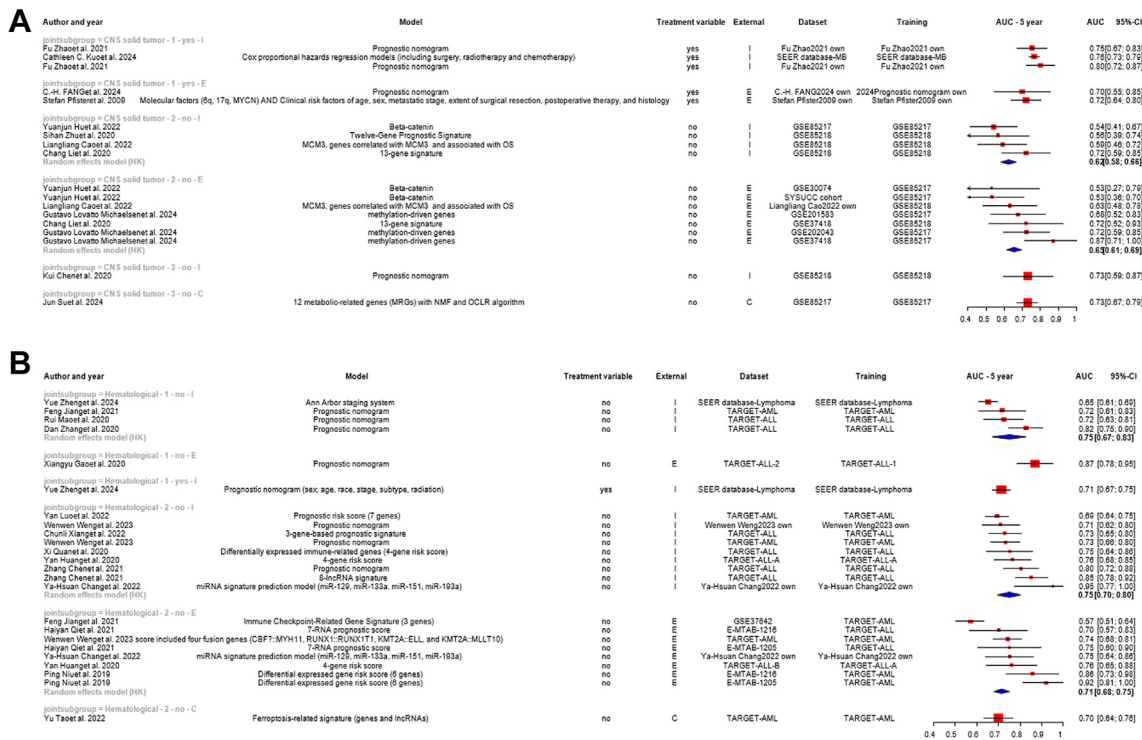 A
Author and year Model Treatment variable External Dataset Training AUC - 5 year AUC 95%-CI
jointsubgroup = CNS solid tumor - 1 - yes - I
Fu Zhaoet al. 2021 Prognostic nomogram yes I Fu Zhao2021 own Fu Zhao2021 own 0.75 [0.67; 0.83]
Cathleen C. Kuoet al. 2024 Cox proportional hazards regression models (including surgery, radiotherapy and chemotherapy) yes I SEER database-MB SEER database-MB 0.76 [0.73; 0.79]
Fu Zhaoet al. 2021 Prognostic nomogram yes I Fu Zhao2021 own Fu Zhao2021 own 0.80 [0.72; 0.87]
jointsubgroup = CNS solid tumor - 1 - yes - E
C.-H. FANGet al. 2024 Prognostic nomogram yes E C.-H. FANG2024 own 2024Prognostic nomogram own 0.70 [0.55; 0.85]
Stefan Pfisteret al. 2009 Molecular factors (6q, 17q, MYCN) AND Clinical risk factors of age, sex, metastatic stage, extent of surgical resection, postoperative therapy, and histology yes E Stefan Pfister2009 own Stefan Pfister2009 own 0.72 [0.64; 0.80]
jointsubgroup = CNS solid tumor - 2 - no - I
Yuanjun Huet al. 2022 Beta-catenin no I GSE85217 GSE85217 0.54 [0.41; 0.67]
Sihan Zhuet al. 2020 Twelve-Gene Prognostic Signature no I GSE85218 GSE85218 0.56 [0.39; 0.74]
Liangliang Caoet al. 2022 MCM3, genes correlated with MCM3 and associated with OS no I GSE85218 GSE85218 0.59 [0.46; 0.72]
Chang Liet al. 2020 13-gene signature no I GSE85218 GSE85218 0.72 [0.59; 0.85]
Random effects model (HK) 0.62 [0.58; 0.66]
jointsubgroup = CNS solid tumor - 2 - no - E
Yuanjun Huet al. 2022 Beta-catenin no E GSE30074 GSE85217 0.53 [0.27; 0.79]
Yuanjun Huet al. 2022 Beta-catenin no E SYSUCC cohort GSE85217 0.53 [0.36; 0.70]
Liangliang Caoet al. 2022 MCM3, genes correlated with MCM3 and associated with OS no E Liangliang Cao2022 own GSE85218 0.63 [0.48; 0.78]
Gustavo Lovatto Michaelsenet al. 2024 methylation-driven genes no E GSE201583 GSE85217 0.68 [0.52; 0.83]
Chang Liet al. 2020 13-gene signature no E GSE37418 GSE85218 0.72 [0.52; 0.93]
Gustavo Lovatto Michaelsenet al. 2024 methylation-driven genes no E GSE202043 GSE85217 0.72 [0.59; 0.85]
Gustavo Lovatto Michaelsenet al. 2024 methylation-driven genes no E GSE37418 GSE85217 0.87 [0.71; 1.00]
Random effects model (HK) 0.65 [0.61; 0.69]
jointsubgroup = CNS solid tumor - 3 - no - I
Kui Chenet al. 2020 Prognostic nomogram no I GSE85218 GSE85218 0.73 [0.59; 0.87]
jointsubgroup = CNS solid tumor - 3 - no - C
Jun Suet al. 2024 12 metabolic-related genes (MRGs) with NMF and OCLR algorithm no C GSE85217 GSE85217 0.73 [0.67; 0.79]
0.4 0.5 0.6 0.7 0.8 0.9 1
B
Author and year Model Treatment variable External Dataset Training AUC - 5 year AUC 95%-CI
jointsubgroup = Hematological - 1 - no - I
Yue Zhenget al. 2024 Ann Arbor staging system no I SEER database-Lymphoma SEER database-Lymphoma 0.65 [0.61; 0.69]
Feng Jianget al. 2021 Prognostic nomogram no I TARGET-AML TARGET-AML 0.72 [0.61; 0.83]
Rui Maoet al. 2020 Prognostic nomogram no I TARGET-ALL TARGET-ALL 0.72 [0.63; 0.81]
Dan Zhanget al. 2020 Prognostic nomogram no I TARGET-ALL TARGET-ALL 0.82 [0.75; 0.90]
Random effects model (HK) 0.75 [0.67; 0.83]
jointsubgroup = Hematological - 1 - no - E
Xiangyu Gaoet al. 2020 Prognostic nomogram no E TARGET-ALL-2 TARGET-ALL-1 0.87 [0.78; 0.95]
jointsubgroup = Hematological - 1 - yes - I
Yue Zhenget al. 2024 Prognostic nomogram (sex, age, race, stage, subtype, radiation) yes I SEER database-Lymphoma SEER database-Lymphoma 0.71 [0.67; 0.75]
jointsubgroup = Hematological - 2 - no - I
Yan Luoet al. 2022 Prognostic risk score (7 genes) no I TARGET-AML TARGET-AML 0.69 [0.64; 0.75]
Wenwen Wenget al. 2023 Prognostic nomogram no I Wenwen Weng2023 own Wenwen Weng2023 own 0.71 [0.62; 0.80]
Chunli Xianget al. 2022 3-gene-based prognostic signature no I TARGET-AML TARGET-AML 0.73 [0.65; 0.80]
Wenwen Wenget al. 2023 Prognostic nomogram no I TARGET-AML TARGET-AML 0.73 [0.66; 0.80]
Xi Quanet al. 2020 Differentially expressed immune-related genes (4-gene risk score) no I TARGET-ALL TARGET-ALL 0.75 [0.64; 0.86]
Yan Huanget al. 2020 4-gene risk score no I TARGET-ALL-A TARGET-ALL-A 0.76 [0.68; 0.85]
Zhang Chenet al. 2021 Prognostic nomogram no I TARGET-ALL TARGET-ALL 0.80 [0.72; 0.88]
Zhang Chenet al. 2021 8-lncRNA signature no I TARGET-ALL TARGET-ALL 0.85 [0.78; 0.92]
Ya-Hsuan Changet al. 2022 miRNA signature prediction model (miR-129, miR-133a, miR-151, miR-193a) no I Ya-Hsuan Chang2022 own Ya-Hsuan Chang2022 own 0.95 [0.77; 1.00]
Random effects model (HK) 0.75 [0.70; 0.80]
jointsubgroup = Hematological - 2 - no - E
Feng Jianget al. 2021 Immune Checkpoint-Related Gene Signature (3 genes) no E GSE37642 TARGET-AML 0.57 [0.51; 0.64]
Haiyan Qiet al. 2021 7-RNA prognostic score no E E-MTAB-1216 TARGET-ALL 0.70 [0.57; 0.83]
Wenwen Wenget al. 2023 score included four fusion genes (CBF?::MYH11, RUNX1::RUNX1T1, KMT2A::ELL, and KMT2A::MLLT10) no E TARGET-AML TARGET-AML 0.74 [0.68; 0.81]
Haiyan Qiet al. 2021 7-RNA prognostic score no E E-MTAB-1205 TARGET-ALL 0.75 [0.60; 0.90]
Ya-Hsuan Changet al. 2022 miRNA signature prediction model (miR-129, miR-133a, miR-151, miR-193a) no E Ya-Hsuan Chang2022 own TARGET-AML 0.75 [0.64; 0.86]
Yan Huanget al. 2020 4-gene risk score no E TARGET-ALL-B TARGET-ALL-A 0.76 [0.65; 0.88]
Ping Niuet al. 2019 Differential expressed gene risk score (6 genes) no E E-MTAB-1216 TARGET-AML 0.86 [0.73; 0.98]
Ping Niuet al. 2019 Differential expressed gene risk score (6 genes) no E E-MTAB-1205 TARGET-AML 0.92 [0.81; 1.00]
Random effects model (HK) 0.71 [0.68; 0.75]
jointsubgroup = Hematological - 2 - no - C
Yu Taoet al. 2022 Ferroptosis-related signature (genes and lncRNAs) no C TARGET-AML TARGET-AML 0.70 [0.64; 0.76]
0.4 0.5 0.6 0.7 0.8 0.9 1